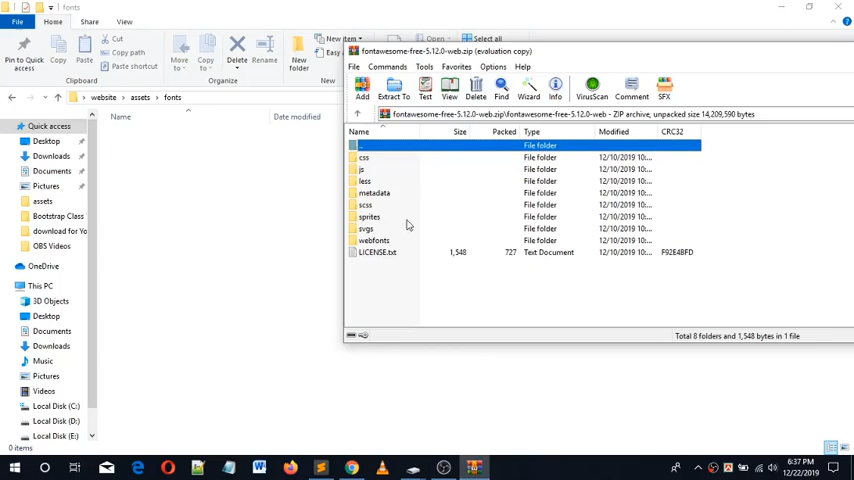 fonts
File
Home
Share
View
Pin to Quick access
Copy
Paste
Cut
Copy path
Paste shortcut
Clipboard
Move to
Copy to
Delete
Rename
Organize
New folder
New item
Easy
Open
Select all
fontawesome-free-5.12.0-web.zip (evaluation copy)
File Commands Tools Favorites Options Help
Add Extract To Test View Delete Find Wizard Info VirusScan Comment SFX
website assets fonts
fontawesome-free-5.12.0-web.zip\fontawesome-free-5.12.0-web - ZIP archive, unpacked size 14,209,590 bytes
Name Date modified
Name Size Packed Type Modified CRC32
.. File folder
css File folder 12/10/2019 10:...
js File folder 12/10/2019 10:...
less File folder 12/10/2019 10:...
metadata File folder 12/10/2019 10:...
scss File folder 12/10/2019 10:...
sprites File folder 12/10/2019 10:...
svgs File folder 12/10/2019 10:...
webfonts File folder 12/10/2019 10:...
LICENSE.txt 1,548 727 Text Document 12/10/2019 10:... F92E4BFD
Total 8 folders and 1,548 bytes in 1 file
Quick access
Desktop
Downloads
Documents
Pictures
assets
Bootstrap Class
download for Yo
OBS Videos
OneDrive
This PC
3D Objects
Desktop
Documents
Downloads
Music
Pictures
Videos
Local Disk (C:)
Local Disk (D:)
Local Disk (E:)
0 items
6:37 PM
12/22/2019